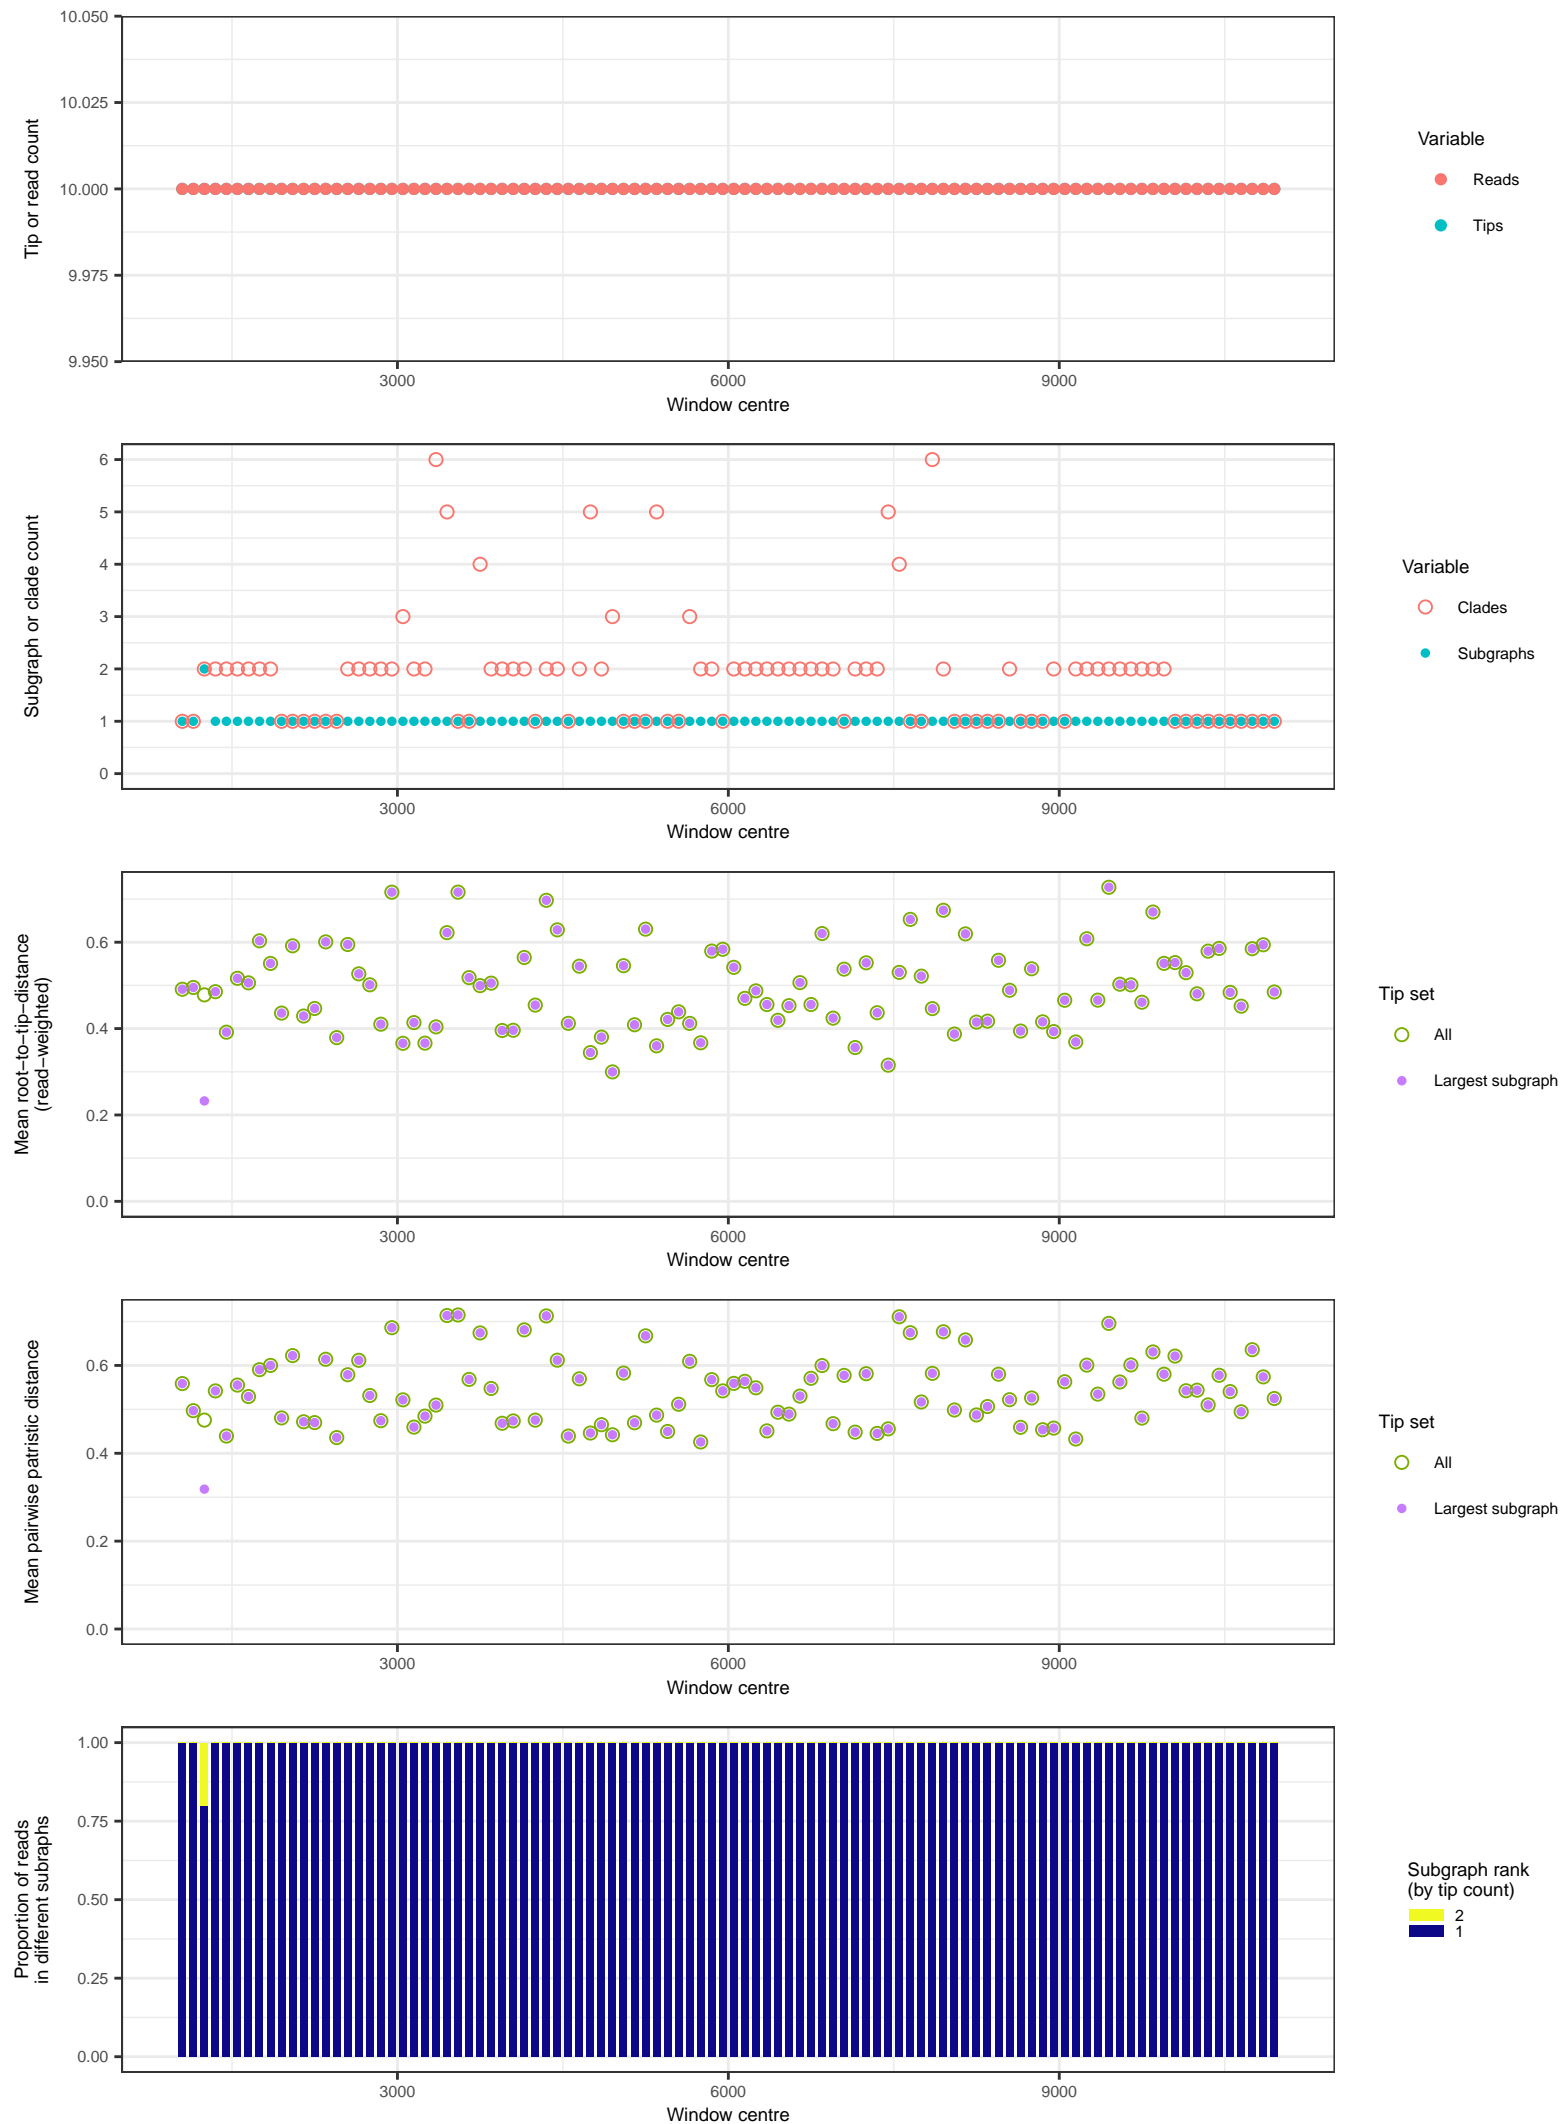 10.050
10.025
10.000
9.975
9.950
Tip or read count
3000 6000 9000
Window centre
Variable
Reads
Tips
6
5
4
3
2
1
0
Subgraph or clade count
3000 6000 9000
Window centre
Variable
Clades
Subgraphs
0.6
0.4
0.2
0.0
Mean root−to−tip−distance
(read−weighted)
3000 6000 9000
Window centre
Tip set
All
Largest subgraph
0.6
0.4
0.2
0.0
Mean pairwise patristic distance
3000 6000 9000
Window centre
Tip set
All
Largest subgraph
1.00
0.75
0.50
0.25
0.00
Proportion of reads
in different subraphs
3000 6000 9000
Window centre
Subgraph rank
(by tip count)
2
1